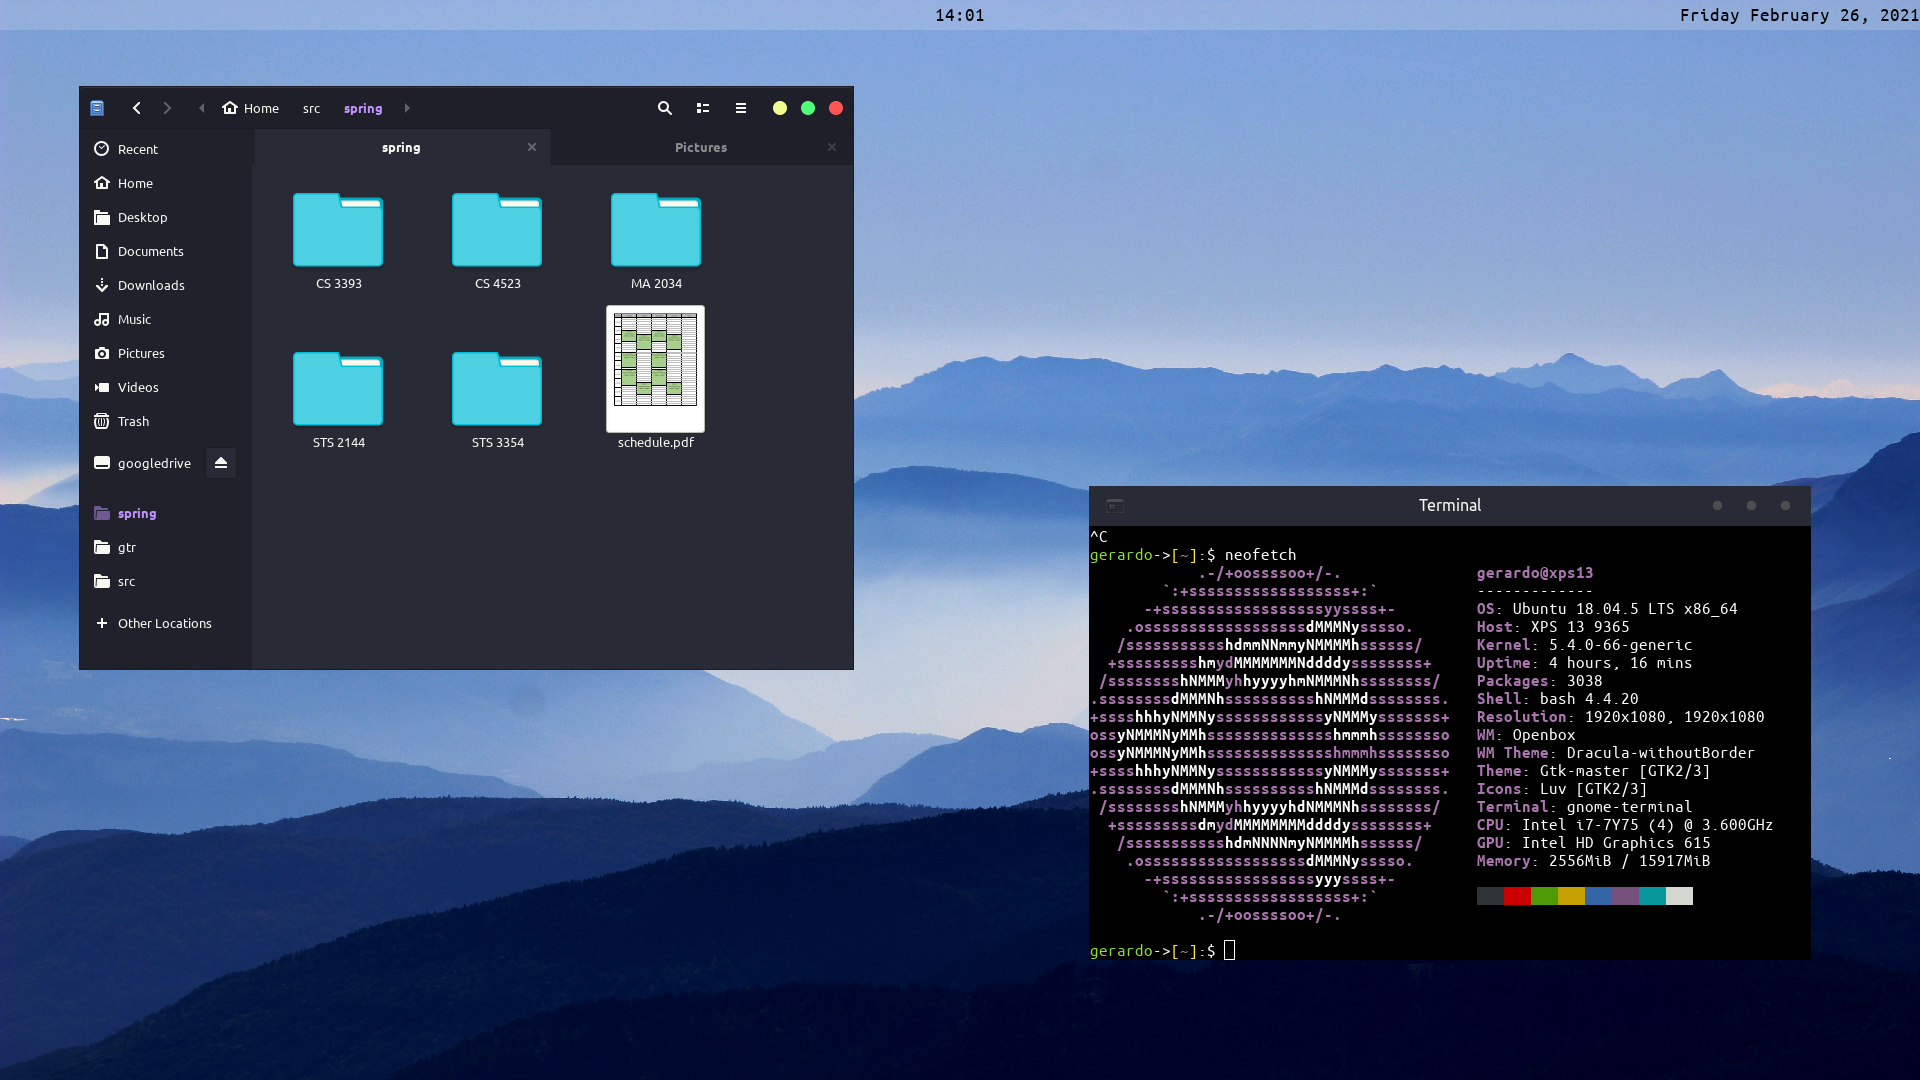 14:01
Friday February 26, 2021
Home src spring
Recent
Home
Desktop
Documents
Downloads
Music
Pictures
Videos
Trash
googledrive
spring
gtr
src
Other Locations
spring
Pictures
CS 3393
CS 4523
MA 2034
STS 2144
STS 3354
schedule.pdf
Terminal
^C
gerardo->[~]:$ neofetch
.-/+oossssoo+/-.
`:+ssssssssssssssssss+:`
-+ssssssssssssssssssyyssss+-
.ossssssssssssssssssdMMMNysssso.
/ssssssssssshdmmNNmmyNMMMMhssssss/
+ssssssssshmydMMMMMMMNddddyssssssss+
/sssssssshNMMMyhhyyyyhmNMMMNhssssssss/
.ssssssssdMMMNhsssssssssshNMMMdssssssss.
+sssshhhyNMMNyssssssssssssyNMMMysssssss+
ossyNMMMNyMMhsssssssssssssshmmmhssssssso
ossyNMMMNyMMhsssssssssssssshmmmhssssssso
+sssshhhyNMMNyssssssssssssyNMMMysssssss+
.ssssssssdMMMNhsssssssssshNMMMdssssssss.
/sssssssshNMMMyhhyyyyhdNMMMNhssssssss/
+sssssssssdmydMMMMMMMMddddyssssssss+
/ssssssssssshdmNNNNmyNMMMMhssssss/
.ossssssssssssssssssdMMMNysssso.
-+sssssssssssssssssyyyssss+-
`:+ssssssssssssssssss+:`
.-/+oossssoo+/-.
gerardo@xps13
-------------
OS: Ubuntu 18.04.5 LTS x86_64
Host: XPS 13 9365
Kernel: 5.4.0-66-generic
Uptime: 4 hours, 16 mins
Packages: 3038
Shell: bash 4.4.20
Resolution: 1920x1080, 1920x1080
WM: Openbox
WM Theme: Dracula-withoutBorder
Theme: Gtk-master [GTK2/3]
Icons: Luv [GTK2/3]
Terminal: gnome-terminal
CPU: Intel i7-7Y75 (4) @ 3.600GHz
GPU: Intel HD Graphics 615
Memory: 2556MiB / 15917MiB
gerardo->[~]:$